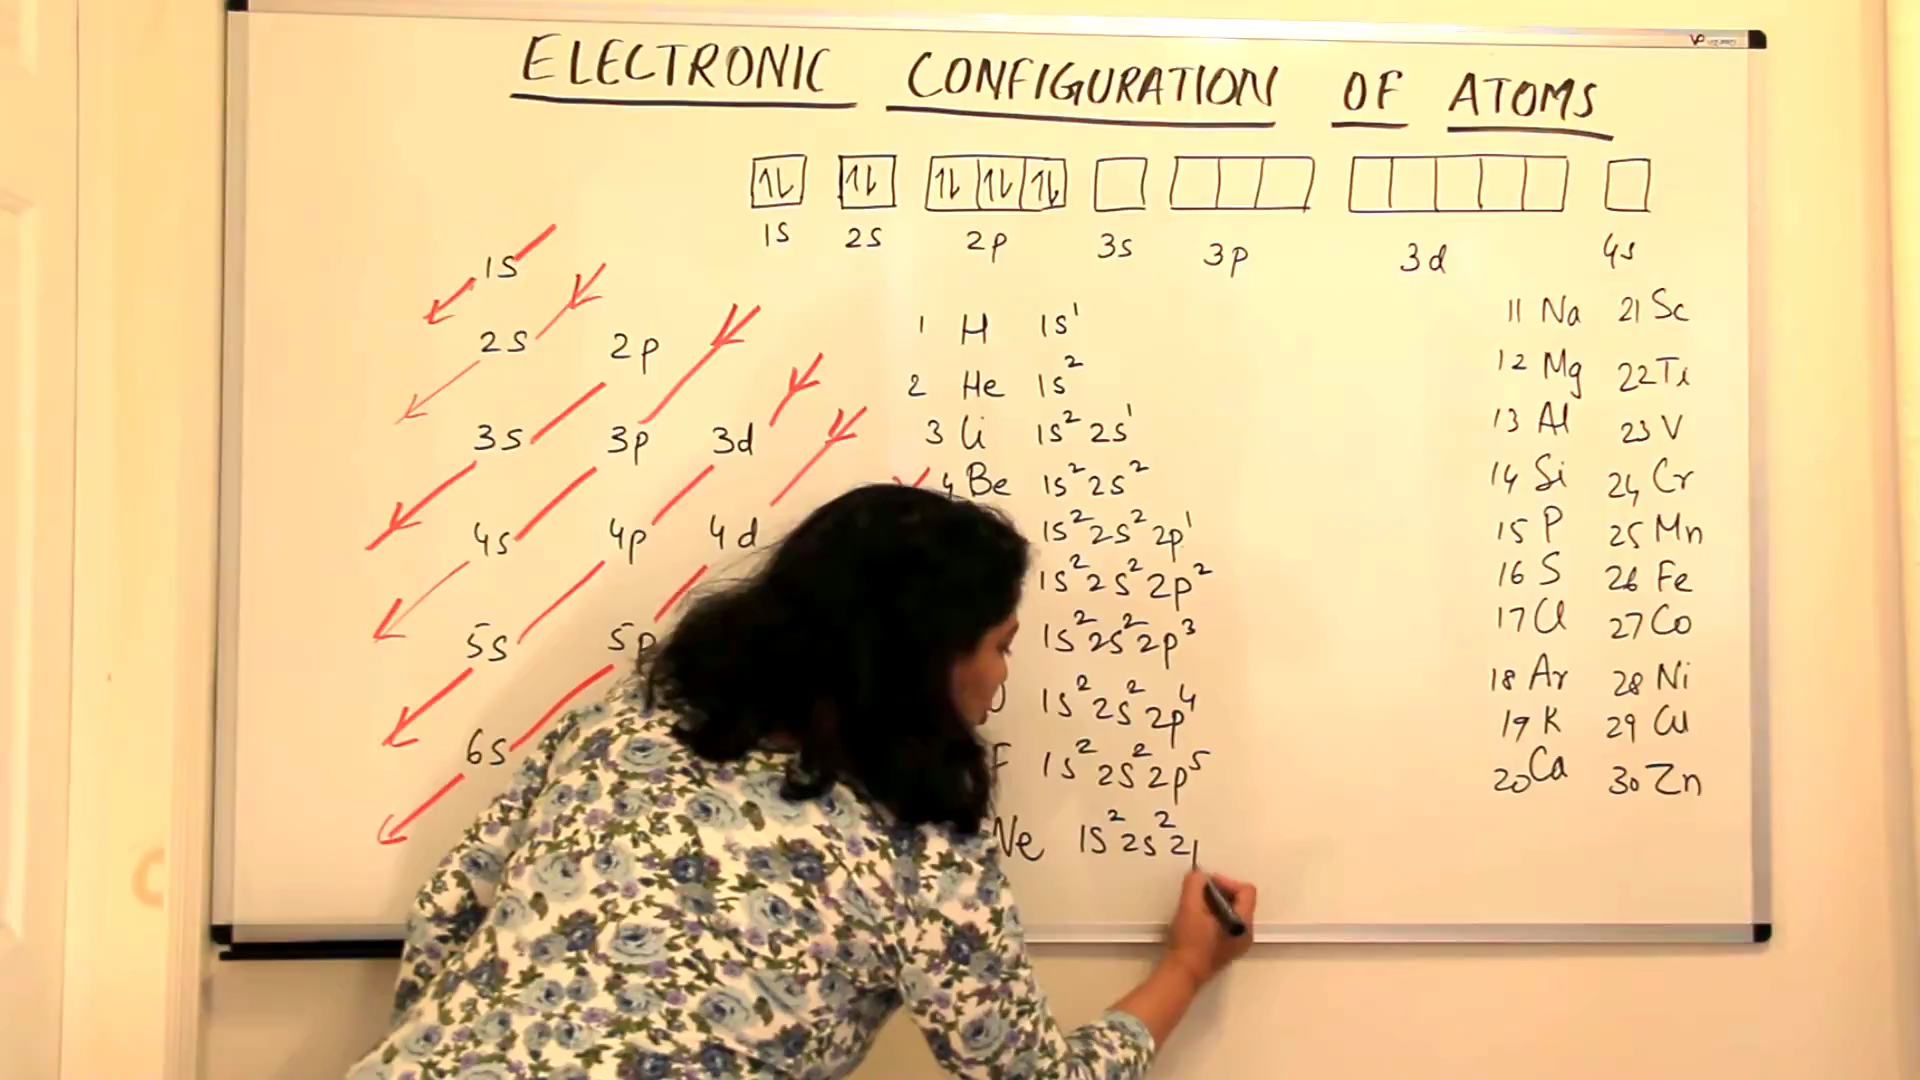 ELECTRONIC CONFIGURATION OF ATOMS
1s 2s 2p 3s 3p 3d 4s
1s
2s 2p
3s 3p 3d
4s 4p 4d
5s 5p
6s
1 H 1s¹
2 He 1s²
3 Li 1s² 2s¹
4 Be 1s² 2s²
1s² 2s² 2p¹
1s² 2s² 2p²
1s² 2s² 2p³
1s² 2s² 2p⁴
F 1s² 2s² 2p⁵
Ne 1s² 2s² 2
11 Na 21 Sc
12 Mg 22 Ti
13 Al 23 V
14 Si 24 Cr
15 P 25 Mn
16 S 26 Fe
17 Cl 27 Co
18 Ar 28 Ni
19 K 29 Cu
20 Ca 30 Zn